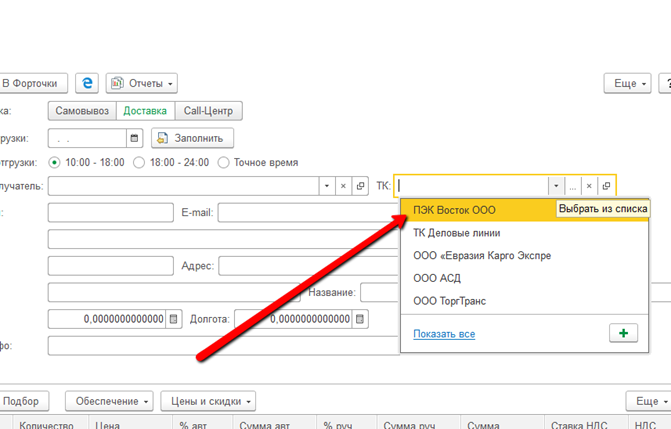 В Форточки Отчеты Еще ?
ка: Самовывоз Доставка Call-Центр
рузки: . . Заполнить
отгрузки: 10:00 - 18:00 18:00 - 24:00 Точное время
лучатель: ТК: ...
: E-mail: ПЭК Восток ООО Выбрать из списка
ТК Деловые линии
Адрес: ООО «Евразия Карго Экспре
ООО АСД
Название: ООО ТоргТранс
0,0000000000000 Долгота: 0,0000000000000
Показать все
фо:
Подбор Обеспечение Цены и скидки Еще
Количество Цена % авт. Сумма авт. % руч. Сумма руч. Сумма Ставка НДС НДС